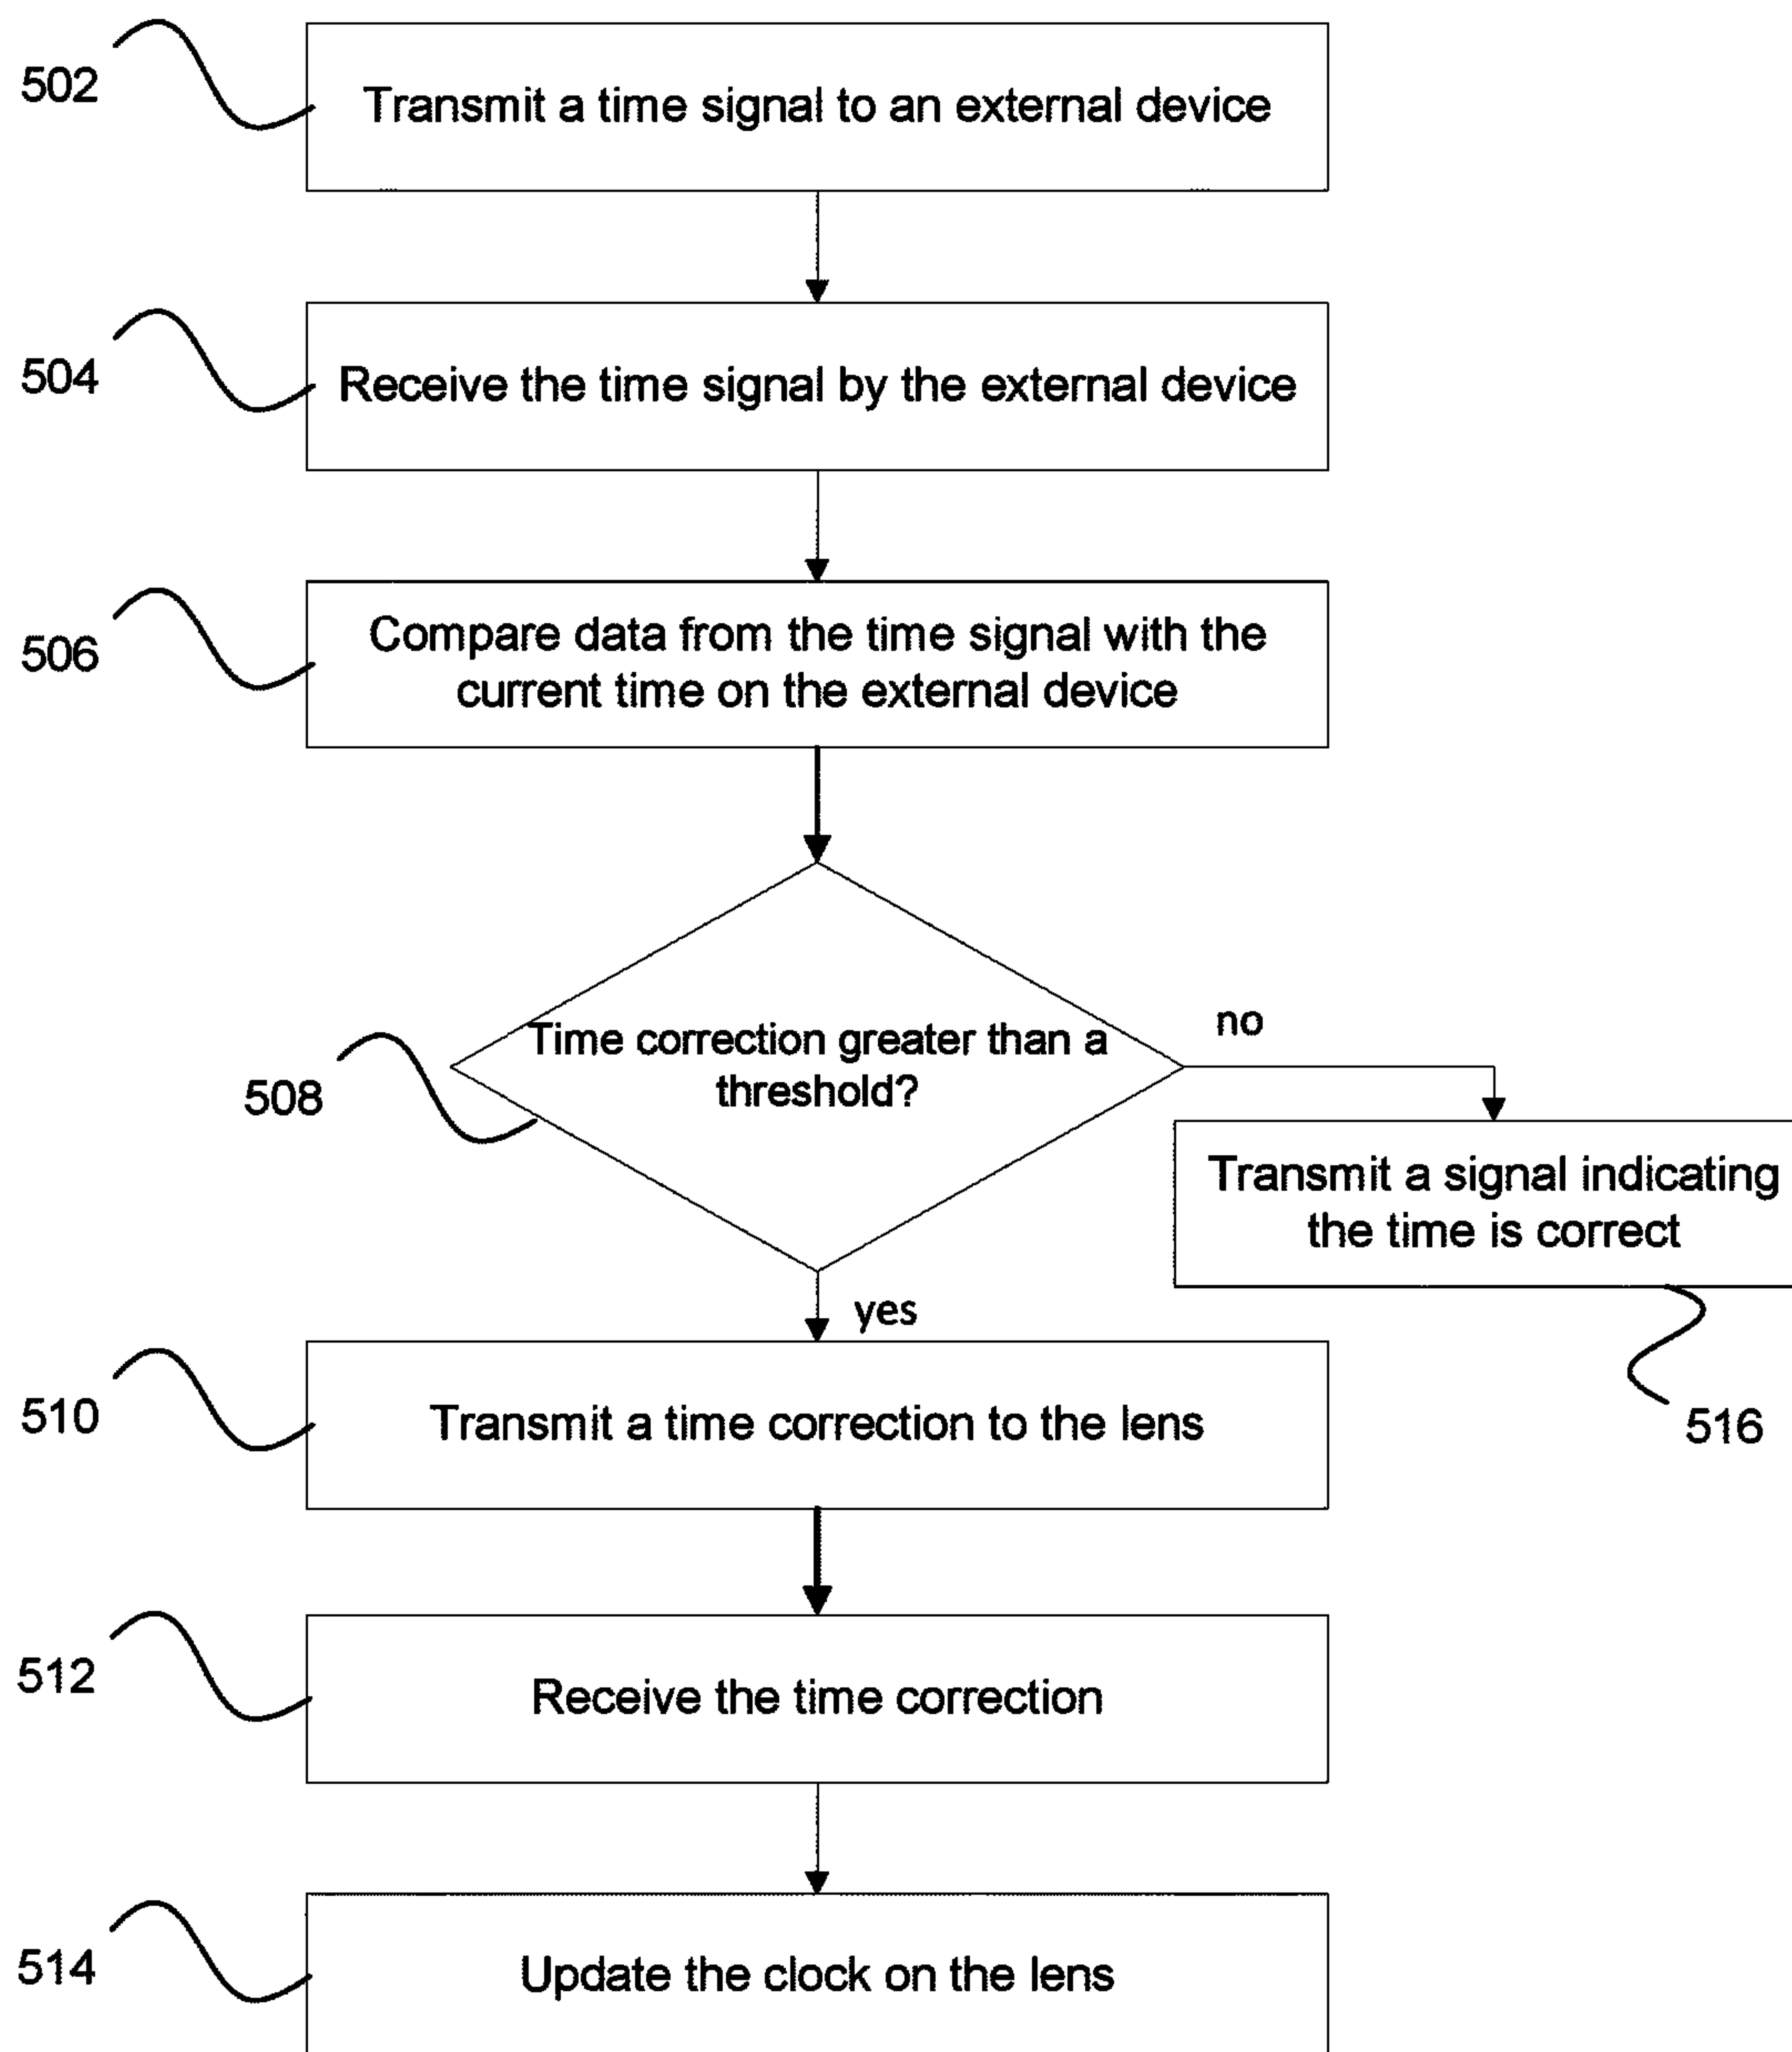 502
Transmit a time signal to an external device
504
Receive the time signal by the external device
506
Compare data from the time signal with the
current time on the external device
508
Time correction greater than a
threshold?
no
Transmit a signal indicating
the time is correct
516
yes
510
Transmit a time correction to the lens
512
Receive the time correction
514
Update the clock on the lens